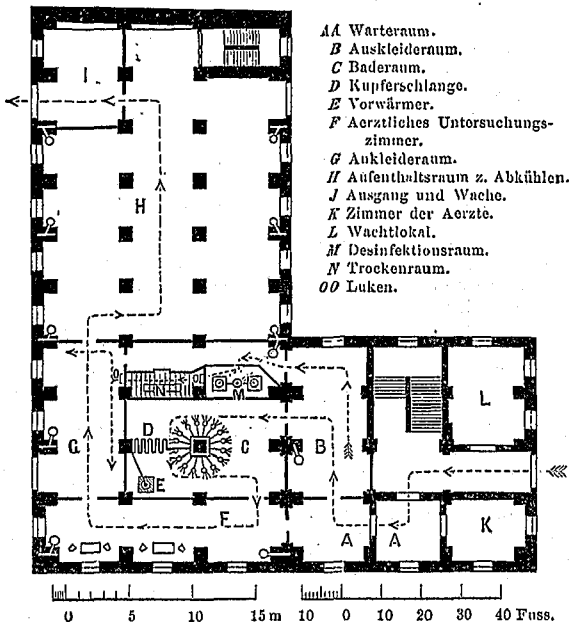 AA Warteraum.
B Auskleideraum.
C Baderaum.
D Kupferschlange.
E Vorwärmer.
F Aerztliches Untersuchungs-
zimmer.
G Ankleideraum.
H Aufenthaltsraum z. Abkühlen.
J Ausgang und Wache.
K Zimmer der Aerzte.
L Wachtlokal.
M Desinfektionsraum.
N Trockenraum.
OO Luken.
I
H
O N O M
L
D
G C B
E
F
A A K
0 5 10 15 m 10 0 10 20 30 40 Fuss.